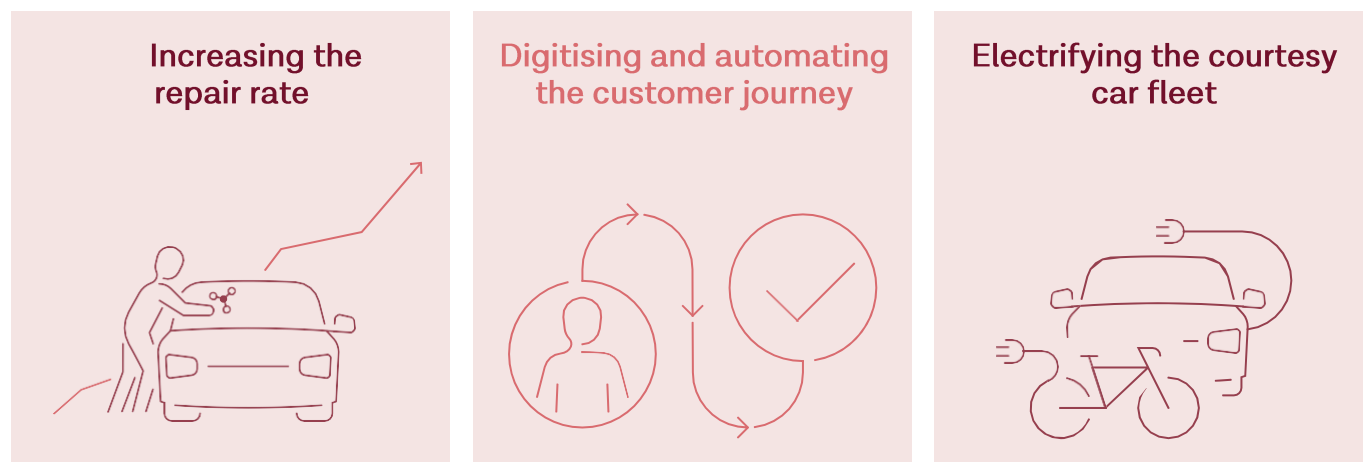 Increasing the
repair rate
Digitising and automating
the customer journey
Electrifying the courtesy
car fleet